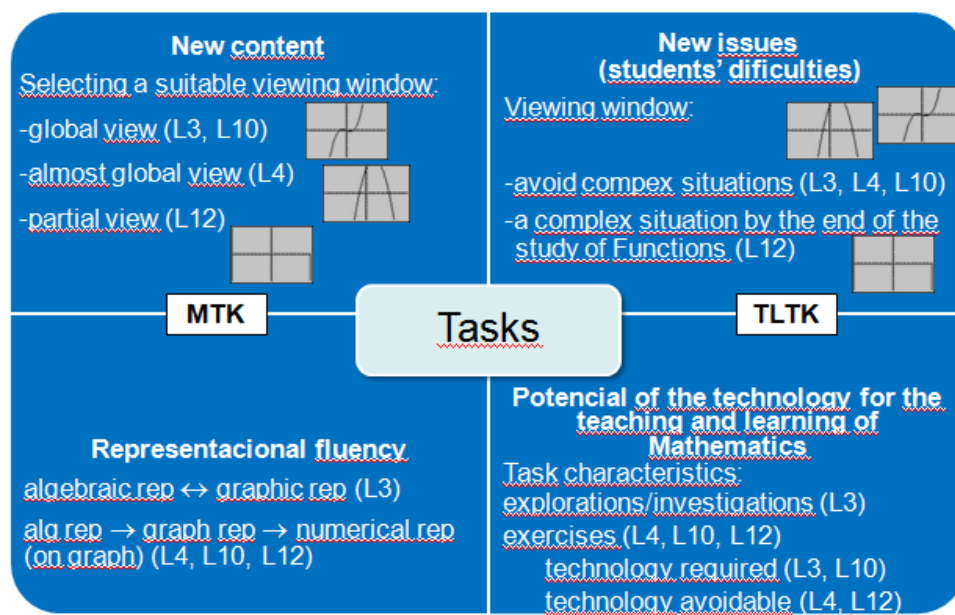 New content
Selecting a suitable viewing window:
-global view (L3, L10)
-almost global view (L4)
-partial view (L12)
MTK
New issues
(students' dificulties)
Viewing window:
-avoid compex situations (L3, L4, L10)
-a complex situation by the end of the
study of Functions (L12)
TLTK
Tasks
Representacional fluency
algebraic rep ↔ graphic rep (L3)
alg rep → graph rep → numerical rep
(on graph) (L4, L10, L12)
Potencial of the technology for the
teaching and learning of
Mathematics
Task characteristics:
explorations/investigations (L3)
exercises (L4, L10, L12)
technology required (L3, L10)
technology avoidable (L4, L12)